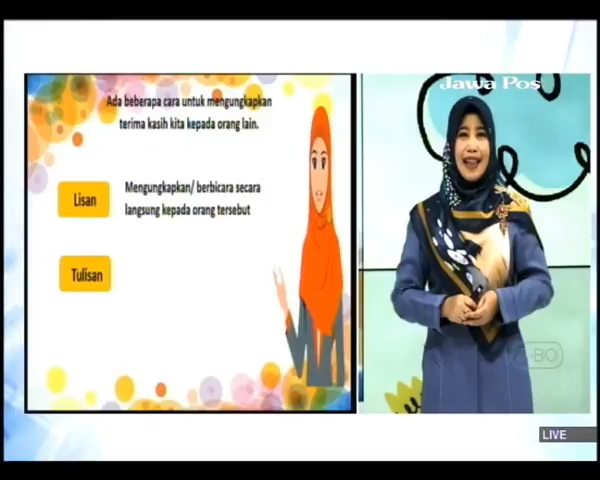 Jawa Pos
Ada beberapa cara untuk mengungkapkan
terima kasih kita kepada orang lain.
Lisan
Mengungkapkan/ berbicara secara
langsung kepada orang tersebut
Tulisan
LIVE